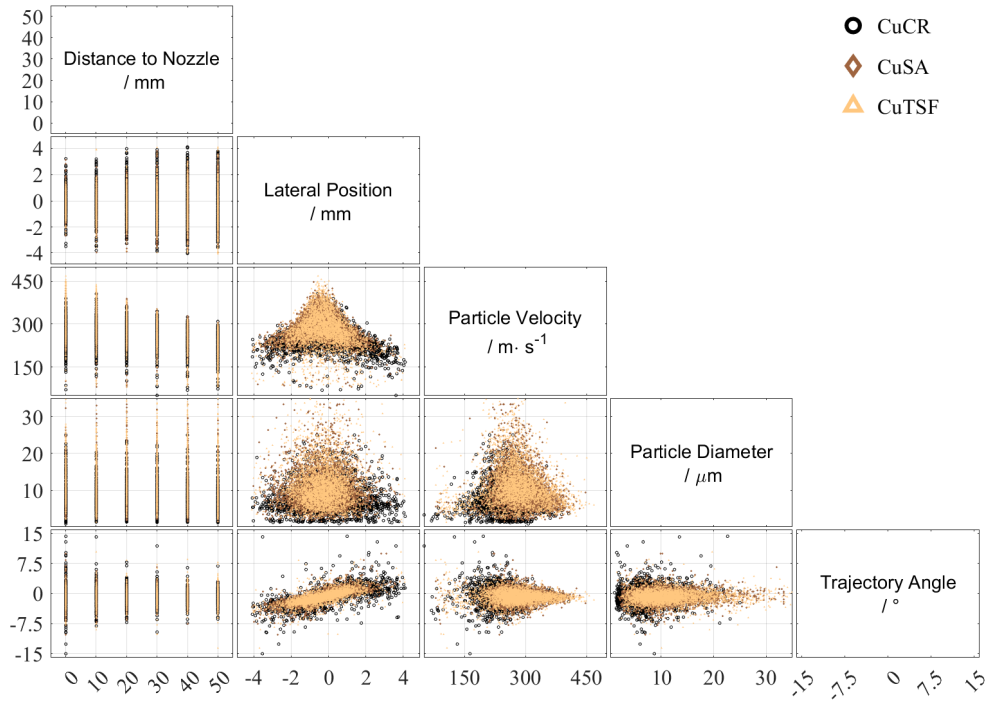 50
40
30
20
10
0
Distance to Nozzle
/ mm
CuCR
CuSA
CuTSF
4
2
0
-2
-4
Lateral Position
/ mm
450
300
150
Particle Velocity
/ m· s-1
30
20
10
Particle Diameter
/ μm
15
7.5
0
-7.5
-15
Trajectory Angle
/ °
0 10 20 30 40 50
-4 -2 0 2 4
150 300 450
10 20 30
-15 -7.5 0 7.5 15